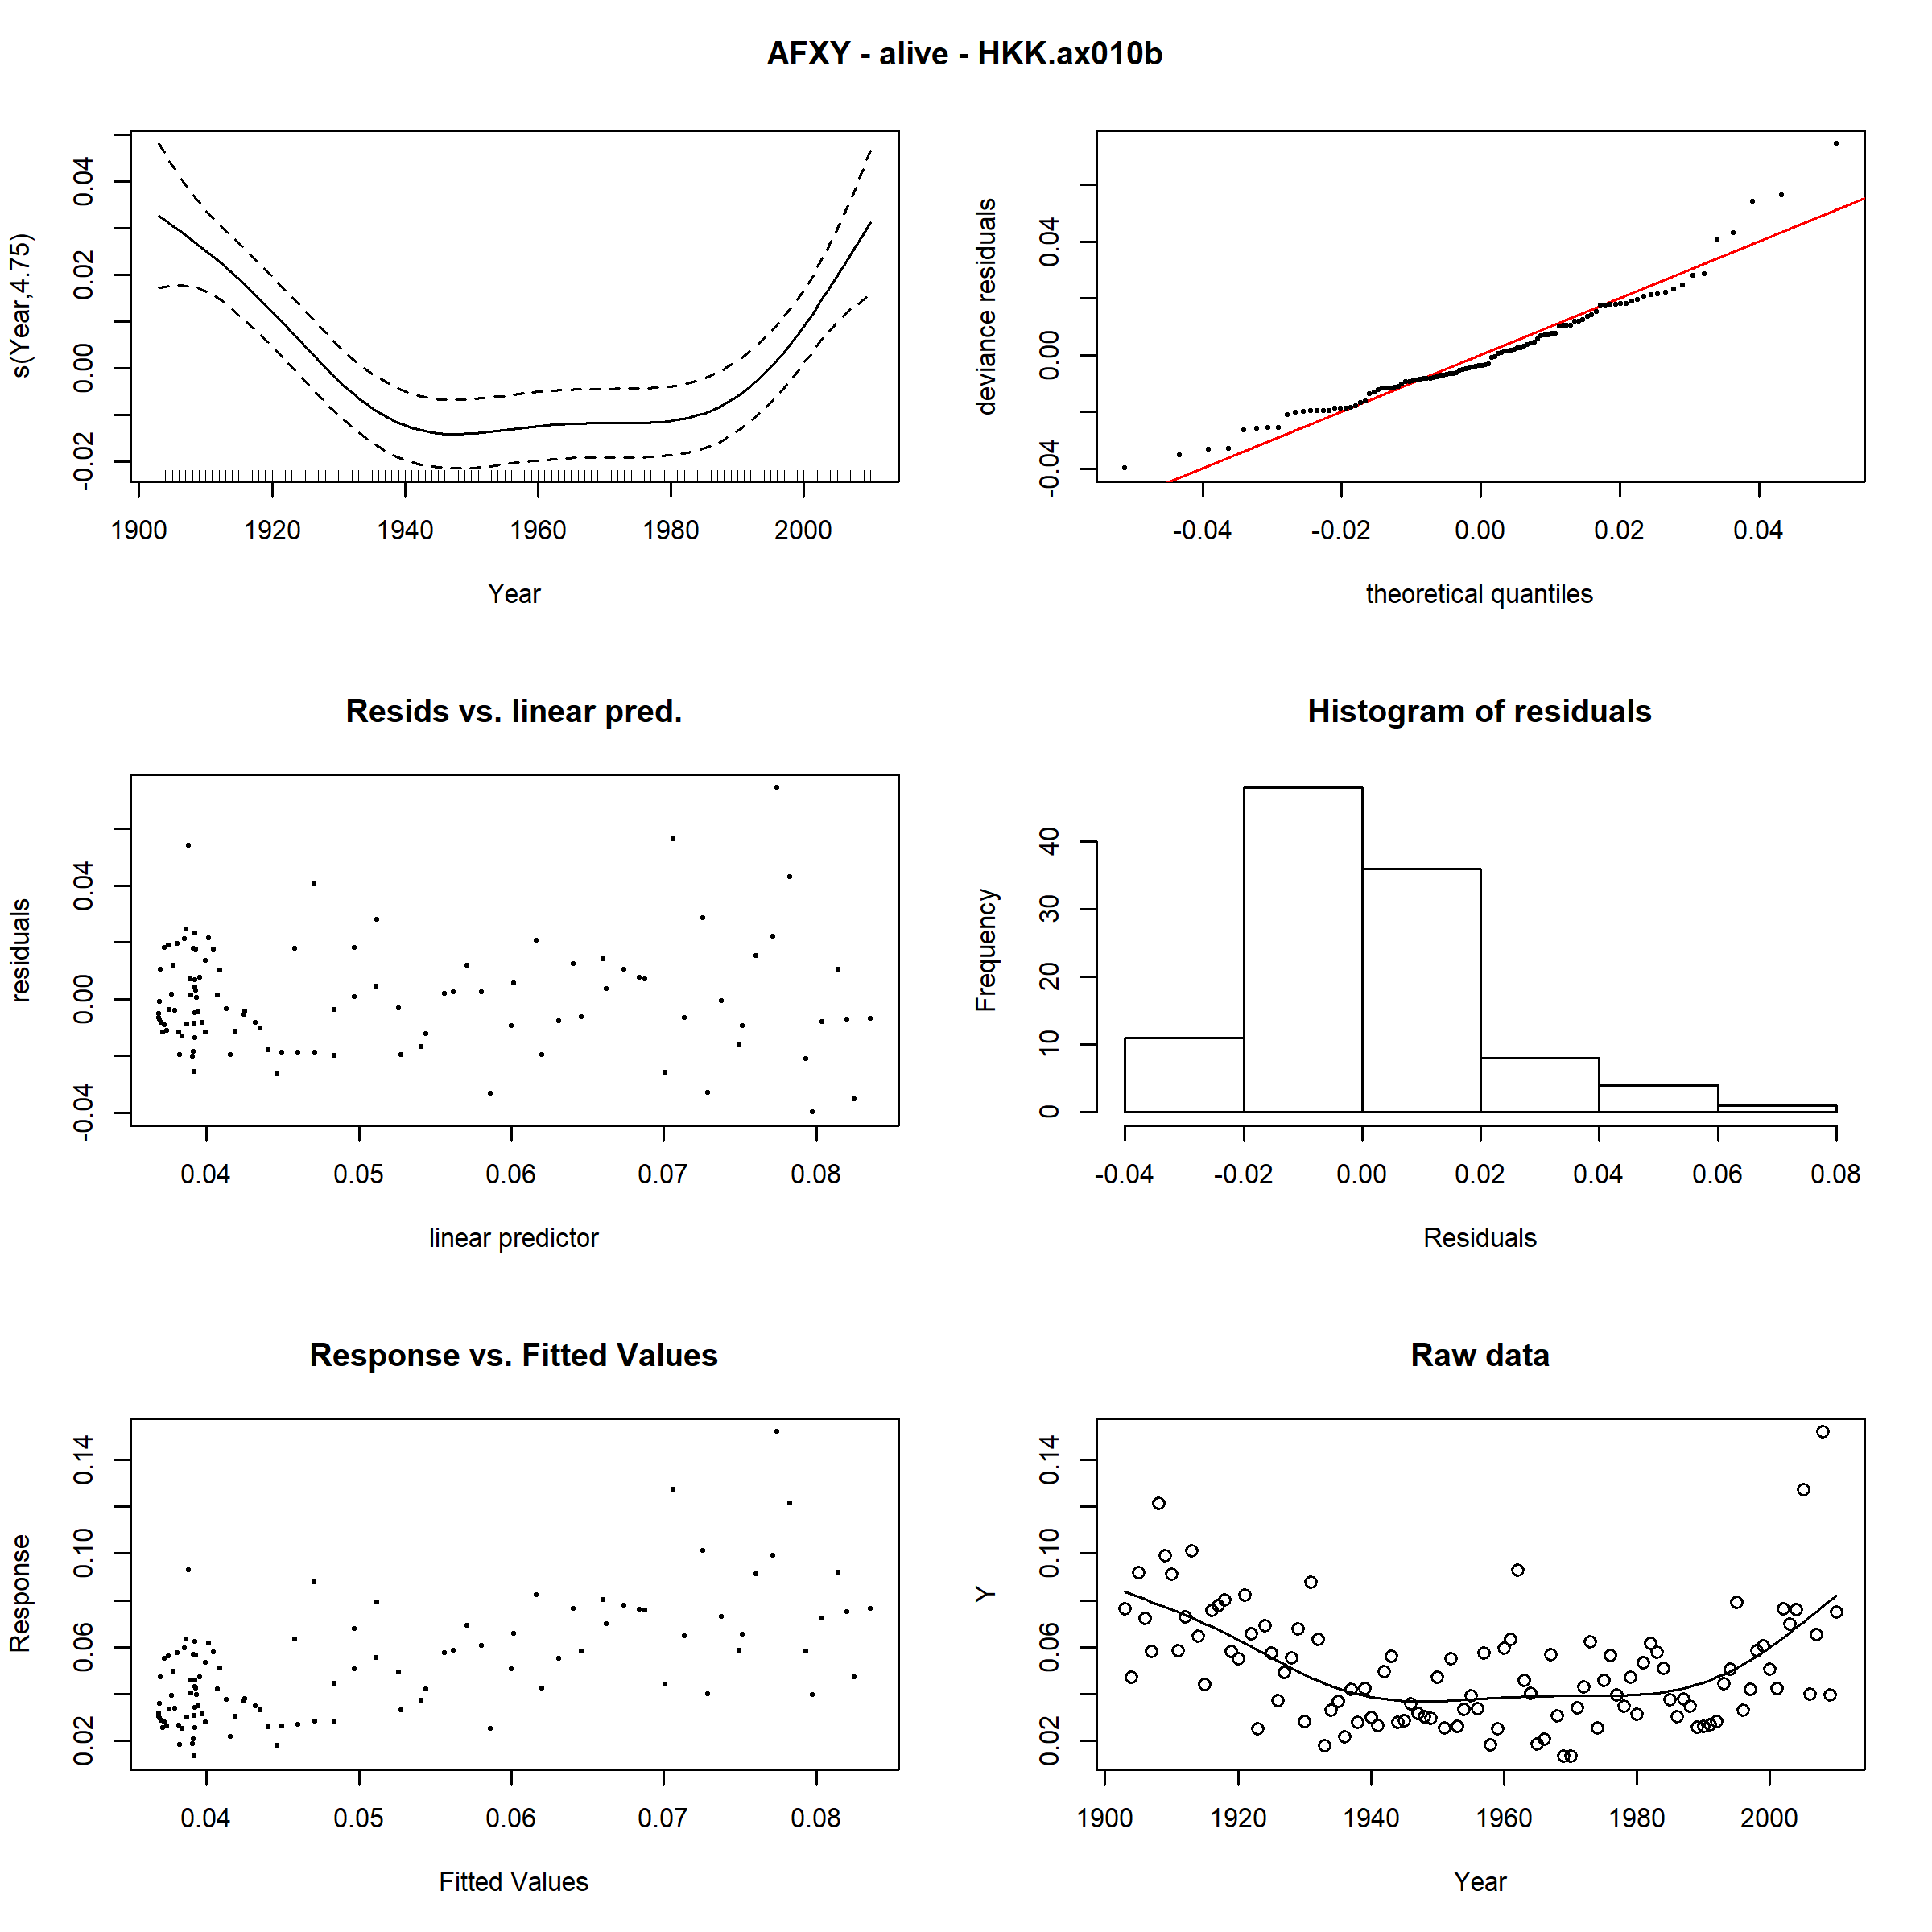 AFXY - alive - HKK.ax010b
s(Year,4.75)
-0.02 0.00 0.02 0.04
1900 1920 1940 1960 1980 2000
Year
deviance residuals
-0.04 0.00 0.04
-0.04 -0.02 0.00 0.02 0.04
theoretical quantiles
Resids vs. linear pred.
residuals
-0.04 0.00 0.04
0.04 0.05 0.06 0.07 0.08
linear predictor
Histogram of residuals
Frequency
0 10 20 30 40
-0.04 -0.02 0.00 0.02 0.04 0.06 0.08
Residuals
Response vs. Fitted Values
Response
0.02 0.06 0.10 0.14
0.04 0.05 0.06 0.07 0.08
Fitted Values
Raw data
Y
0.02 0.06 0.10 0.14
1900 1920 1940 1960 1980 2000
Year